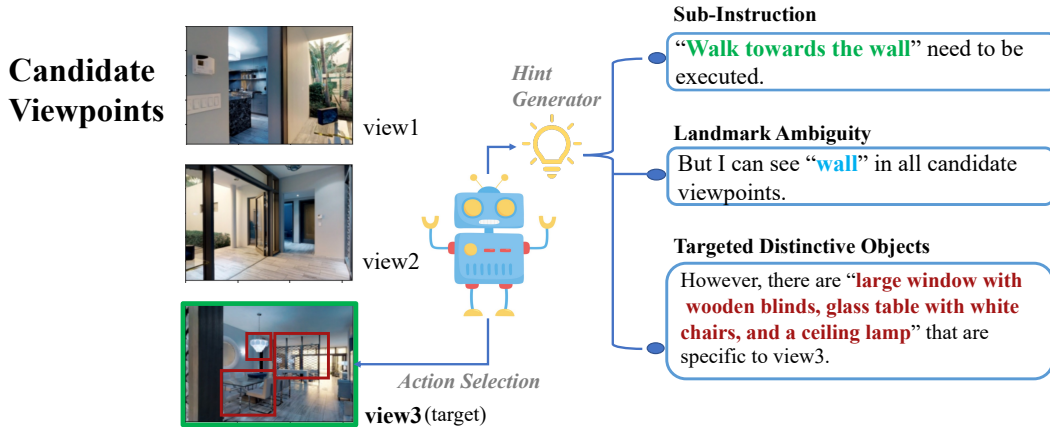 Candidate
Viewpoints
view1
view2
view3 (target)
Hint
Generator
Action Selection
Sub-Instruction
“Walk towards the wall” need to be
executed.
Landmark Ambiguity
But I can see “wall” in all candidate
viewpoints.
Targeted Distinctive Objects
However, there are “large window with
wooden blinds, glass table with white
chairs, and a ceiling lamp” that are
specific to view3.